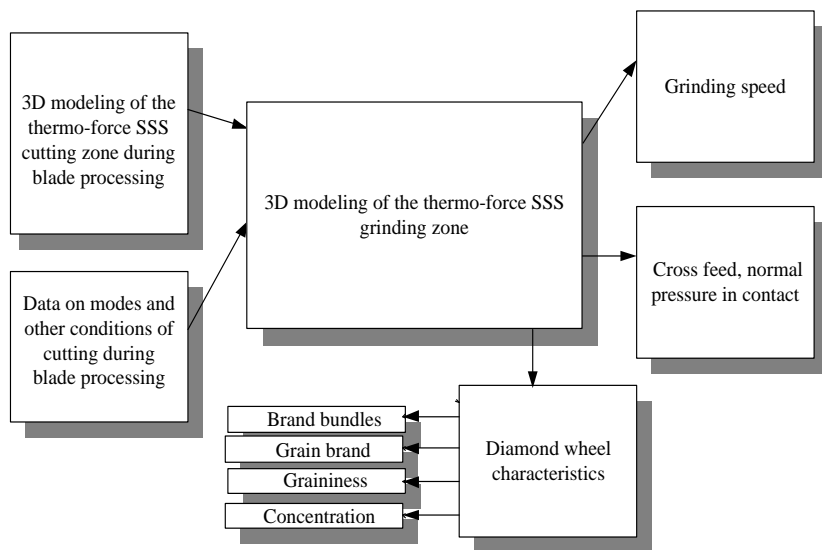 3D modeling of the
thermo-force SSS
cutting zone during
blade processing
Data on modes and
other conditions of
cutting during
blade processing
3D modeling of the thermo-force SSS
grinding zone
Grinding speed
Cross feed, normal
pressure in contact
Diamond wheel
characteristics
Brand bundles
Grain brand
Graininess
Concentration